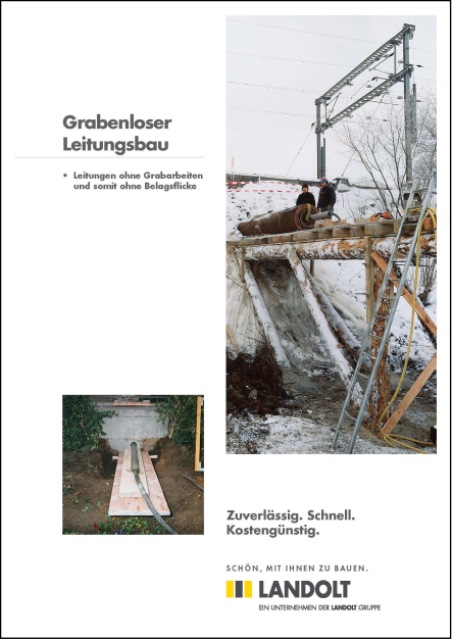 Grabenloser
Leitungsbau
• Leitungen ohne Grabarbeiten
und somit ohne Belagsflicke
Zuverlässig. Schnell.
Kostengünstig.
SCHÖN, MIT IHNEN ZU BAUEN.
LANDOLT
EIN UNTERNEHMEN DER LANDOLT GRUPPE